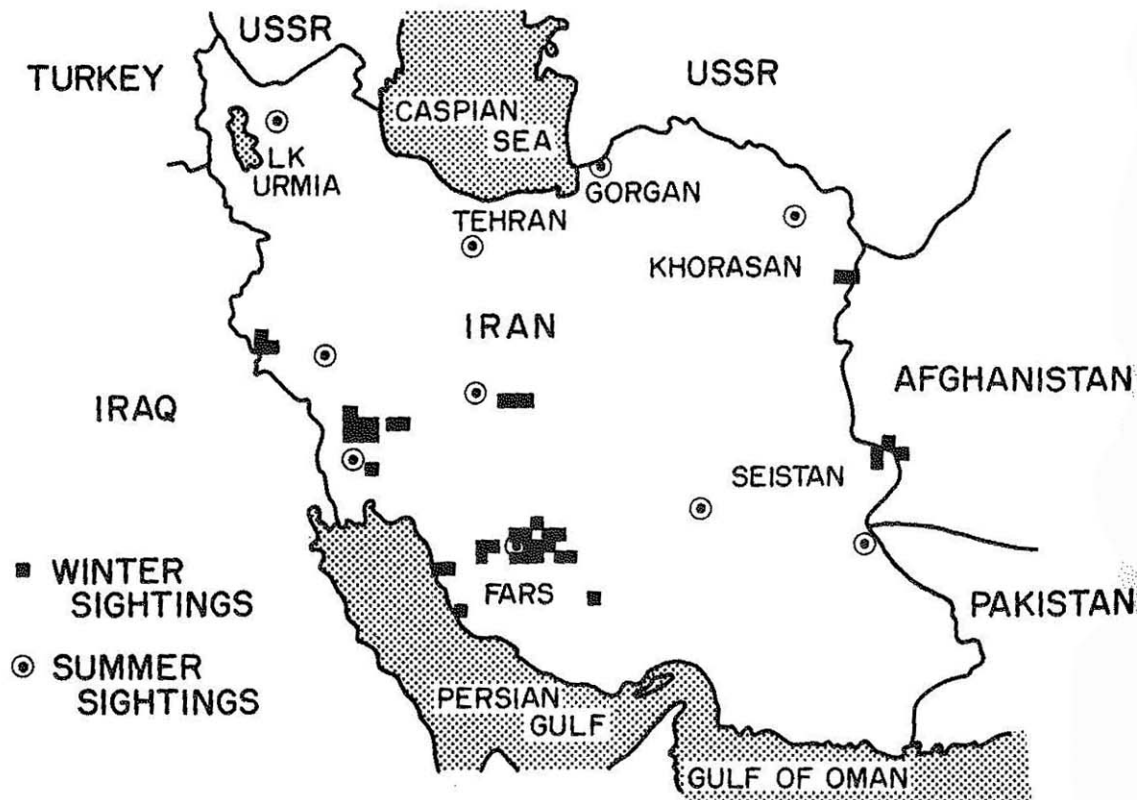 USSR
TURKEY
USSR
CASPIAN
SEA
LK
URMIA
GORGAN
TEHRAN
KHORASAN
IRAN
AFGHANISTAN
IRAQ
SEISTAN
WINTER
SIGHTINGS
FARS
PAKISTAN
SUMMER
SIGHTINGS
PERSIAN
GULF
GULF OF OMAN